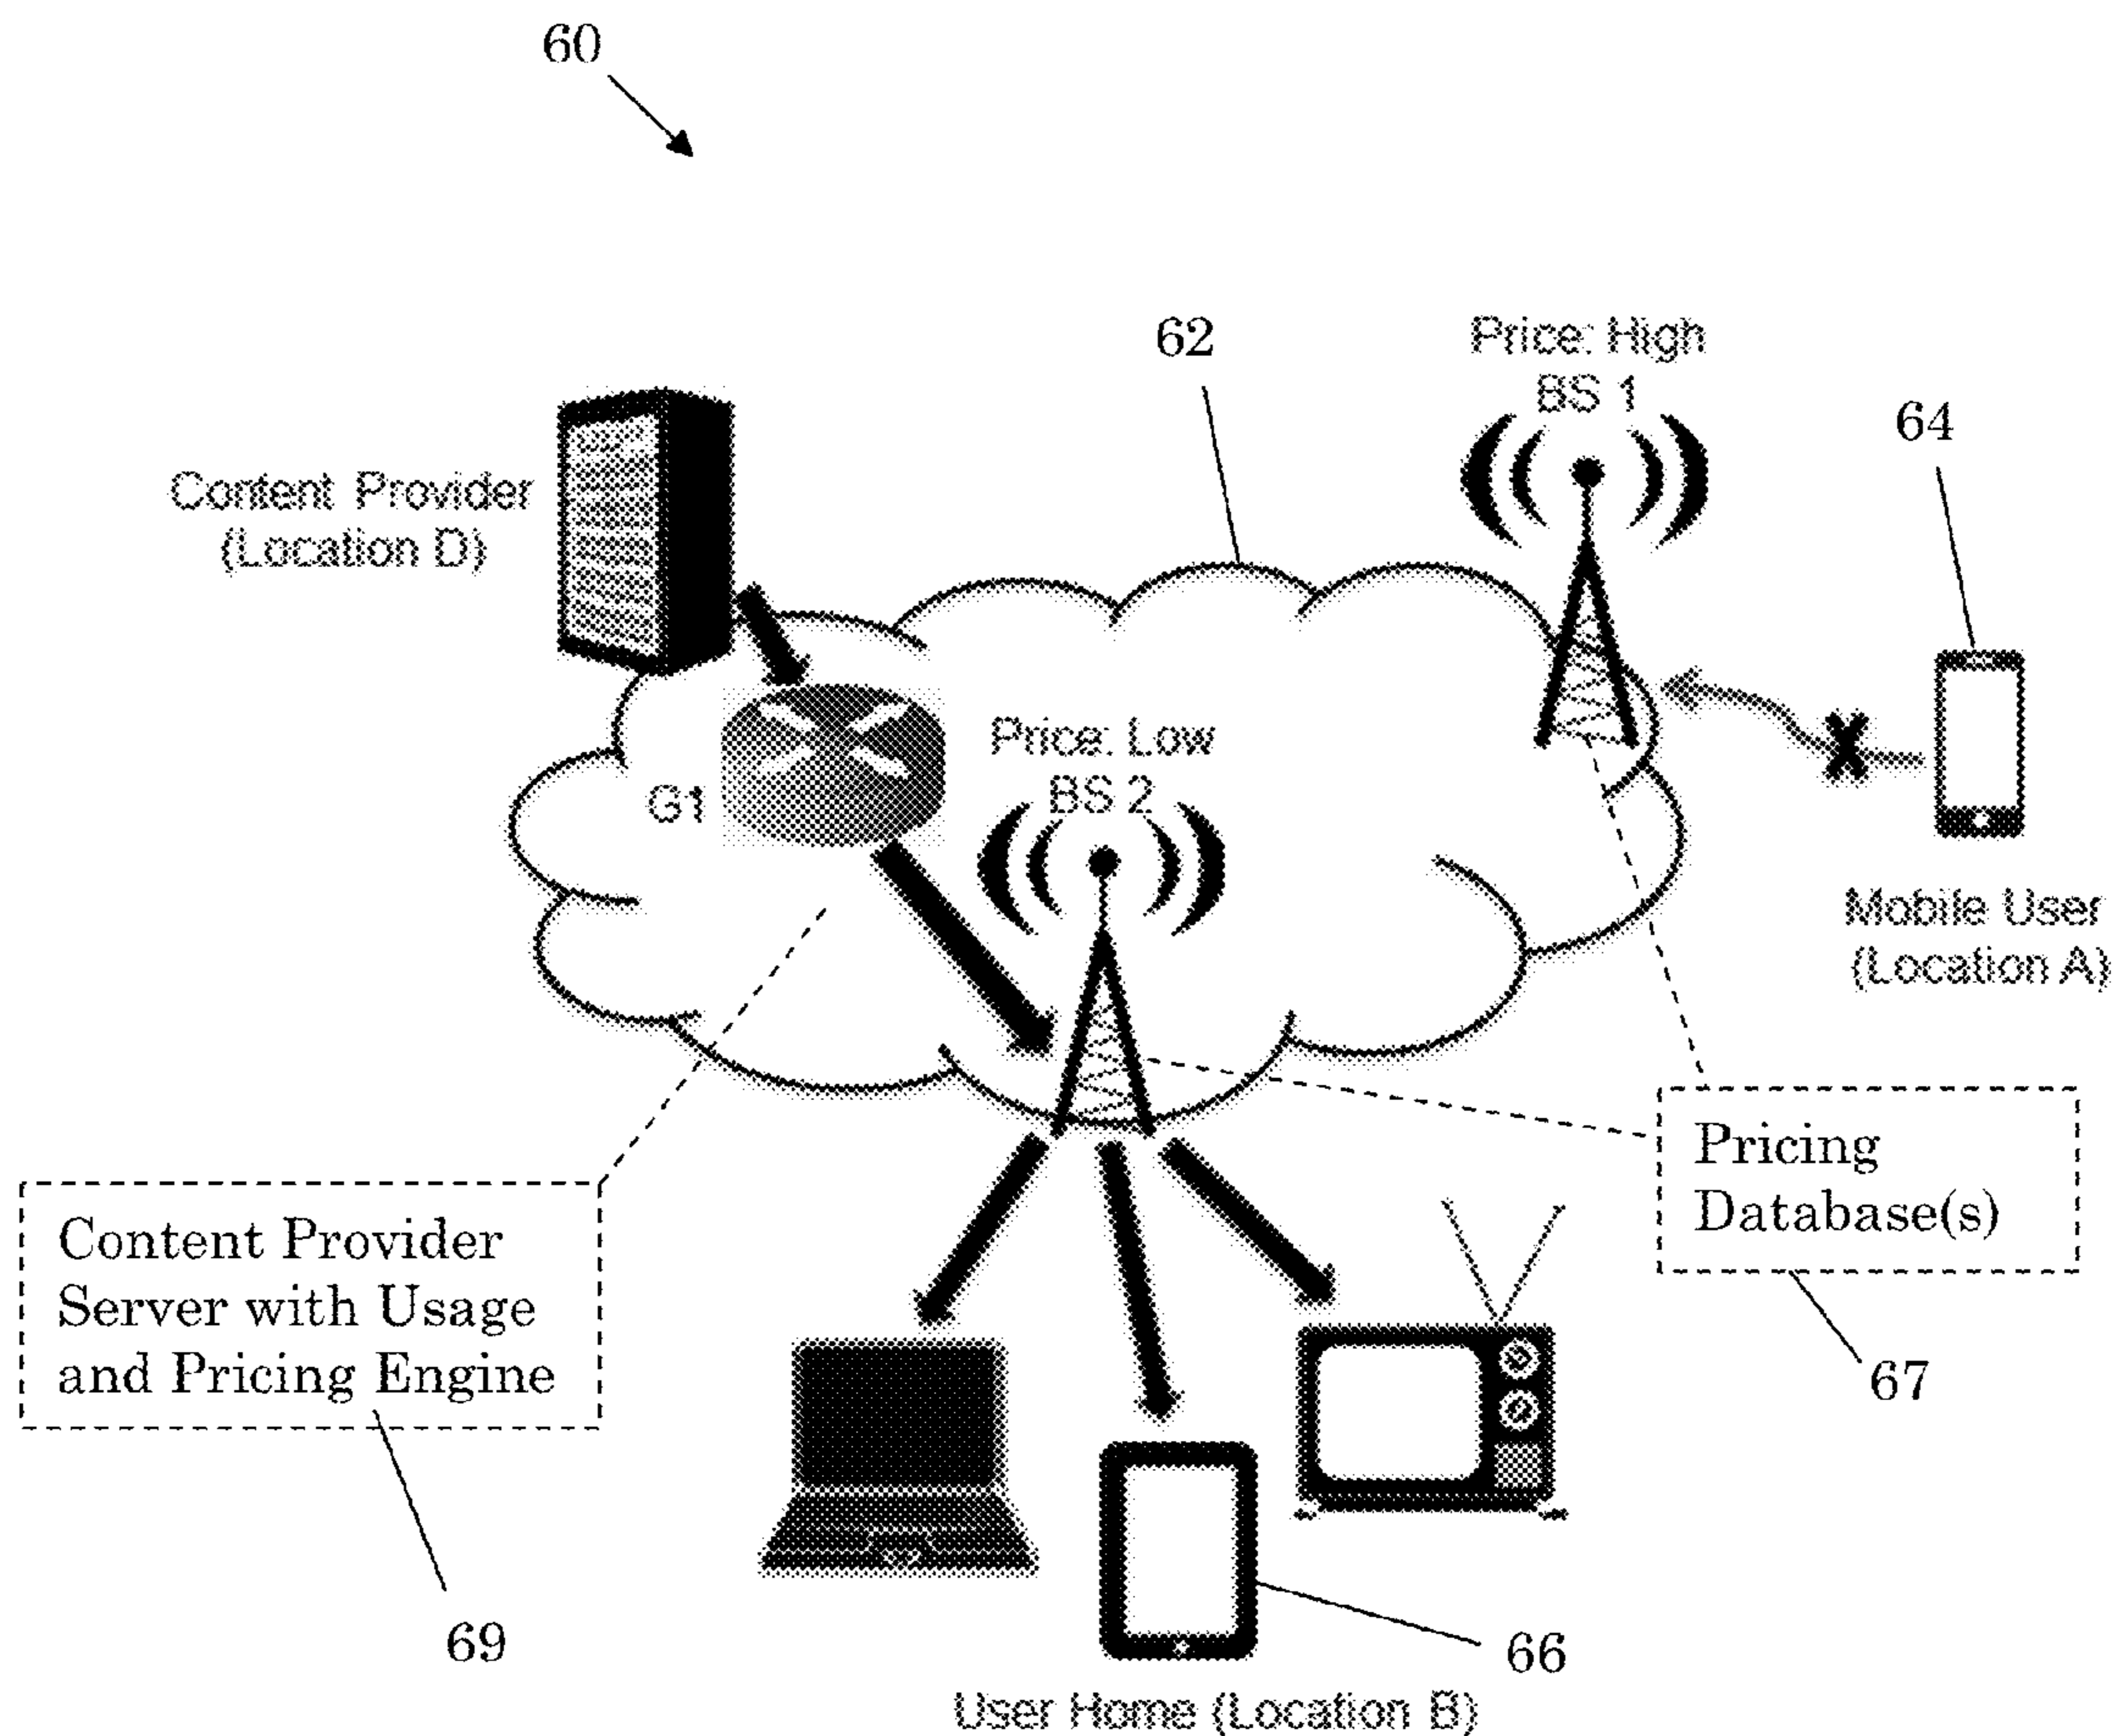 60
62
Price: High
BS 1
64
Content Provider
(Location D)
Price: Low
BS 2
G1
Mobile User
(Location A)
Pricing
Database(s)
67
Content Provider
Server with Usage
and Pricing Engine
69
66
User Home (Location B)